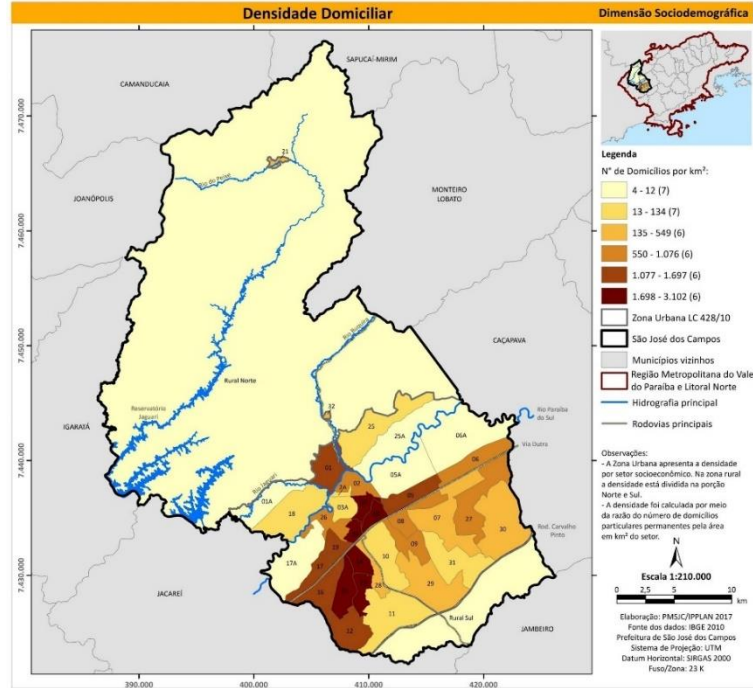 Densidade Domiciliar
Dimensão Sociodemográfica
SAPUCAÍ-MIRIM
CAMANDUCAIA
JOANÓPOLIS
MONTEIRO
LOBATO
CAÇAPAVA
IGARATÁ
JACAREÍ
JAMBEIRO
7.470.000
7.460.000
7.450.000
7.440.000
7.430.000
390.000
400.000
410.000
420.000
21
Rio do Peixe
Rio Buquira
Rural Norte
Reservatório
Jaguari
Rio Jaguari
Rio Paraíba
do Sul
Via Dutra
Rod. Carvalho
Pinto
Rural Sul
22
25
25A
06A
05A
01
01A
18
03A
02
26
05
06
08
07
27
30
09
10
31
29
28
11
17A
17
16
12
Legenda
N° de Domicílios por km²:
4 - 12 (7)
13 - 134 (7)
135 - 549 (6)
550 - 1.076 (6)
1.077 - 1.697 (6)
1.698 - 3.102 (6)
Zona Urbana LC 428/10
São José dos Campos
Municípios vizinhos
Região Metropolitana do Vale
do Paraíba e Litoral Norte
Hidrografia principal
Rodovias principais
Observações:
- A Zona Urbana apresenta a densidade
por setor socioeconômico. Na zona rural
a densidade está dividida na porção
Norte e Sul.
- A densidade foi calculada por meio
da razão do número de domicílios
particulares permanentes pela área
em km² do setor.
N
Escala 1:210.000
0 2,5 5 10
km
Elaboração: PMSJC/IPPLAN 2017
Fonte dos dados: IBGE 2010
Prefeitura de São José dos Campos
Sistema de Projeção: UTM
Datum Horizontal: SIRGAS 2000
Fuso/Zona: 23 K